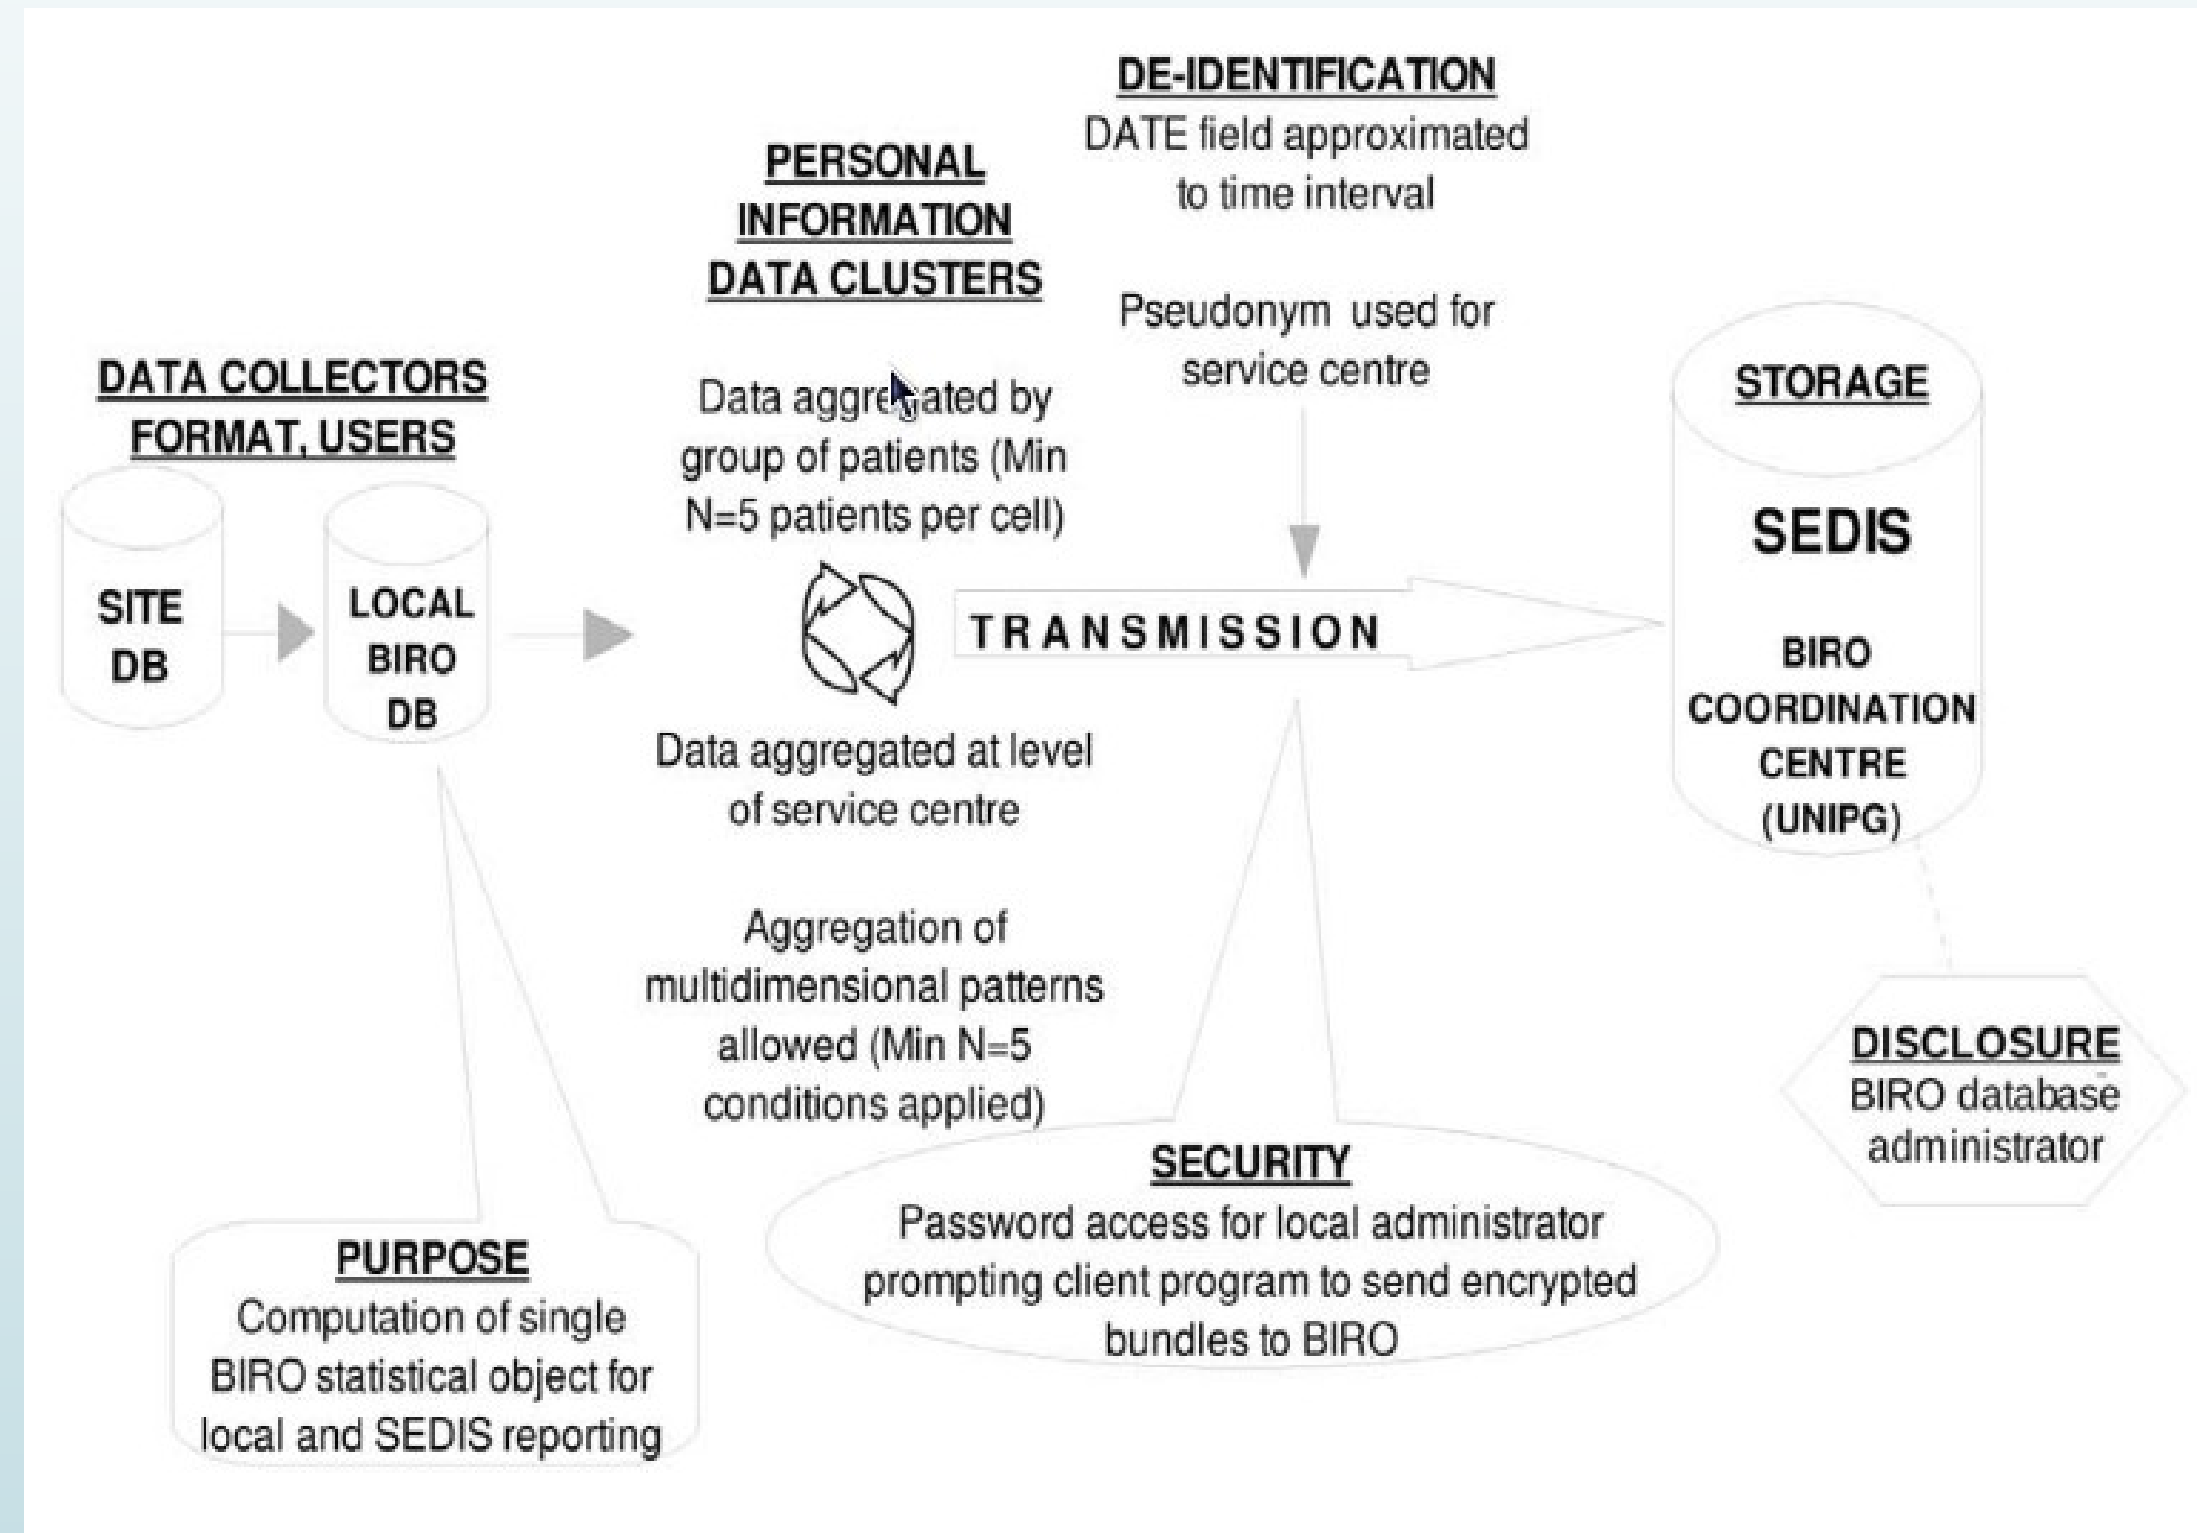 DE-IDENTIFICATION
DATE field approximated
to time interval
Pseudonym used for
service centre
PERSONAL
INFORMATION
DATA CLUSTERS
Data aggregated by
group of patients (Min
N=5 patients per cell)
DATA COLLECTORS
FORMAT, USERS
SITE
DB
LOCAL
BIRO
DB
TRANSMISSION
STORAGE
SEDIS
BIRO
COORDINATION
CENTRE
(UNIPG)
Data aggregated at level
of service centre
Aggregation of
multidimensional patterns
allowed (Min N=5
conditions applied)
DISCLOSURE
BIRO database
administrator
SECURITY
Password access for local administrator
prompting client program to send encrypted
bundles to BIRO
PURPOSE
Computation of single
BIRO statistical object for
local and SEDIS reporting